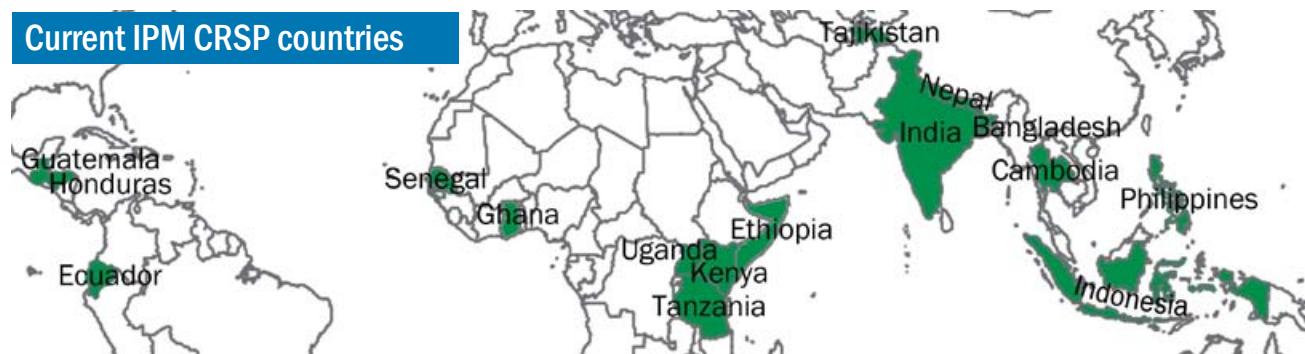 Current IPM CRSP countries
Tajikistan
Nepal
India
Bangladesh
Guatemala
Honduras
Senegal
Cambodia
Philippines
Ghana
Ethiopia
Uganda
Kenya
Ecuador
Tanzania
Indonesia